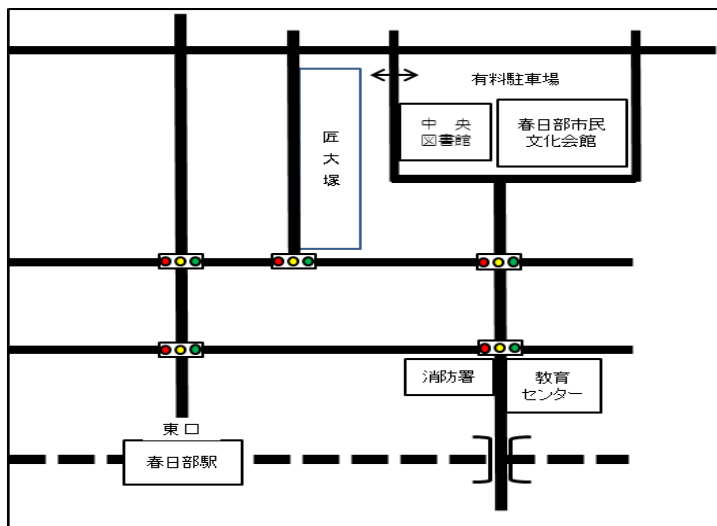 有料駐車場
中　央
図書館
春日部市民
文化会館
匠
大
塚
消防署
教育
センター
東口
春日部駅